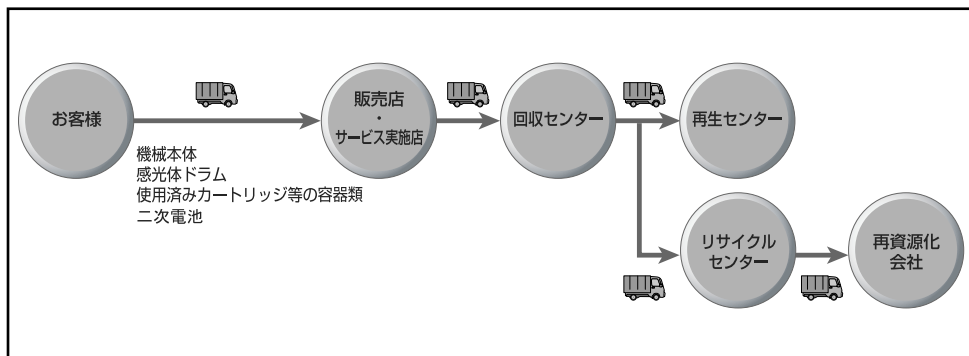 お客様
機械本体
感光体ドラム
使用済みカートリッジ等の容器類
二次電池
販売店
・
サービス実施店
回収センター
再生センター
リサイクル
センター
再資源化
会社